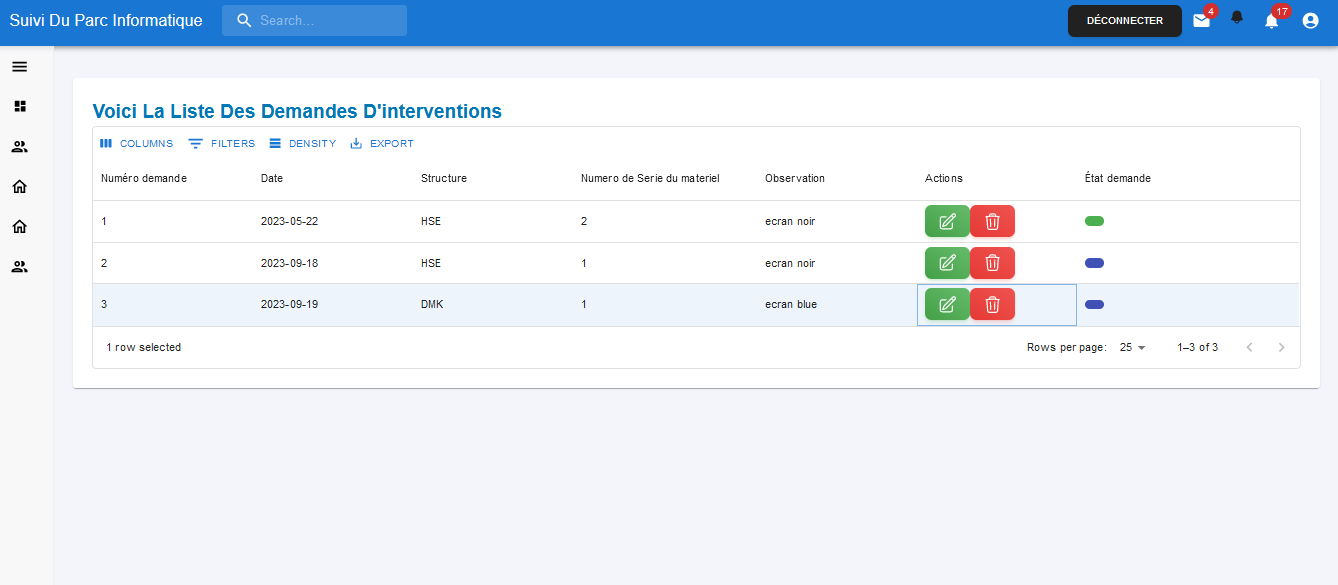 Suivi Du Parc Informatique Search... DÉCONNECTER 4 17
Voici La Liste Des Demandes D'interventions
COLUMNS FILTERS DENSITY EXPORT
Numéro demande Date Structure Numero de Serie du materiel Observation Actions État demande
1 2023-05-22 HSE 2 ecran noir
2 2023-09-18 HSE 1 ecran noir
3 2023-09-19 DMK 1 ecran blue
1 row selected Rows per page: 25 1–3 of 3